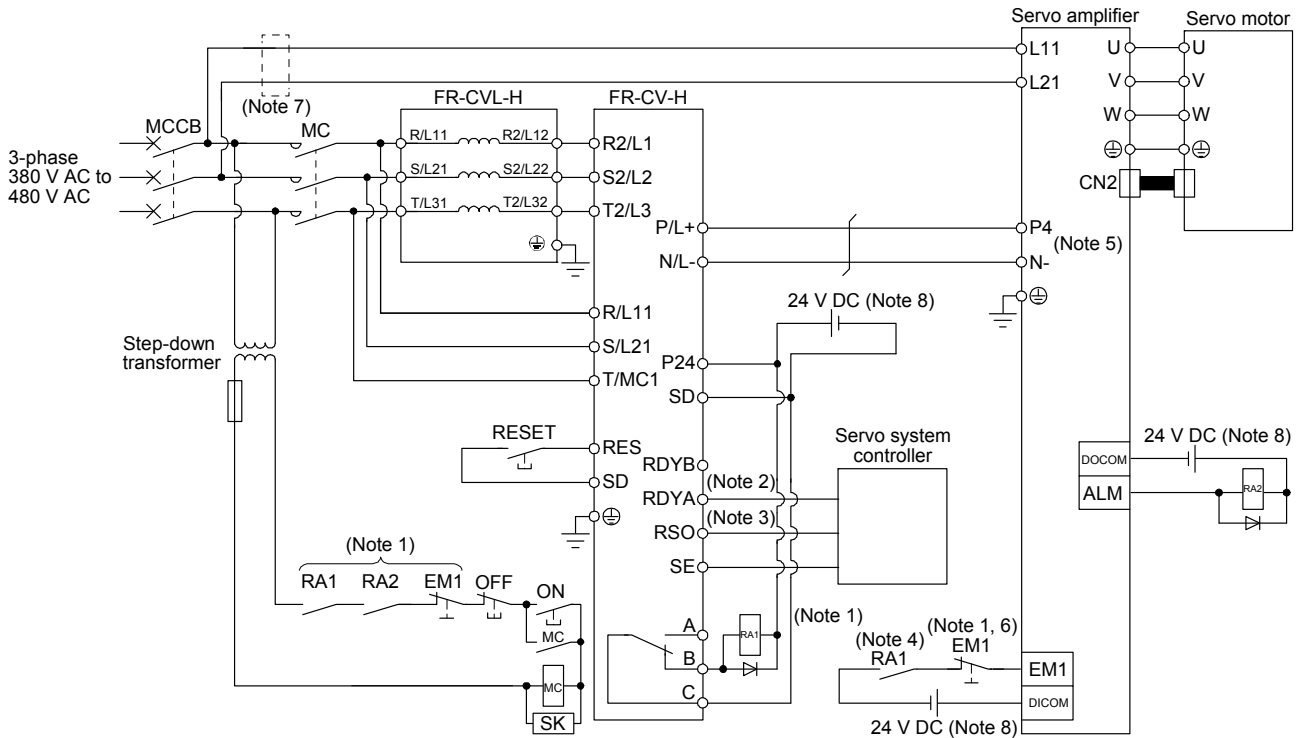 Servo amplifier
Servo motor
L11
U
U
L21
V
V
(Note 7)
FR-CVL-H
FR-CV-H
W
W
MCCB
MC
R/L11
R2/L12
R2/L1
3-phase
380 V AC to
480 V AC
S/L21
S2/L22
S2/L2
CN2
T/L31
T2/L32
T2/L3
P/L+
P4
(Note 5)
N/L-
N-
24 V DC (Note 8)
R/L11
Step-down
transformer
S/L21
P24
T/MC1
SD
RESET
RES
Servo system
controller
24 V DC (Note 8)
RDYB
DOCOM
SD
(Note 2)
RDYA
ALM
RA2
(Note 3)
RSO
(Note 1)
SE
RA1
RA2
EM1
OFF
ON
(Note 1)
A
RA1
MC
(Note 4)
RA1
(Note 1, 6)
EM1
B
EM1
MC
C
DICOM
SK
24 V DC (Note 8)